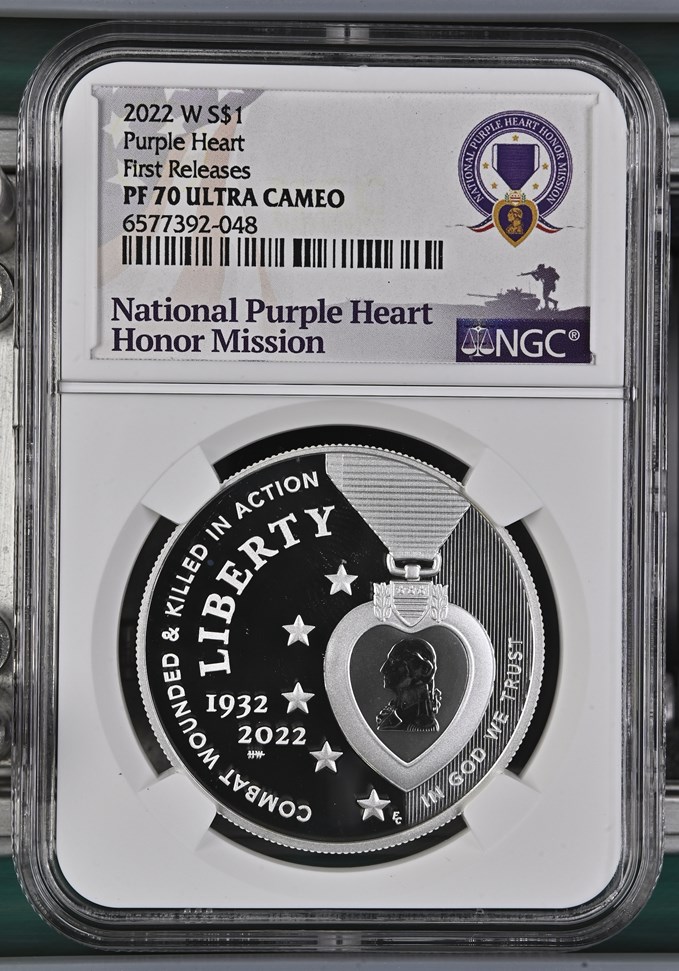 2022 W S$1
Purple Heart
First Releases
PF 70 ULTRA CAMEO
6577392-048
NATIONAL PURPLE HEART HONOR MISSION
National Purple Heart
Honor Mission
NGC®
COMBAT WOUNDED & KILLED IN ACTION
LIBERTY
1932
2022
IN GOD WE TRUST
EC